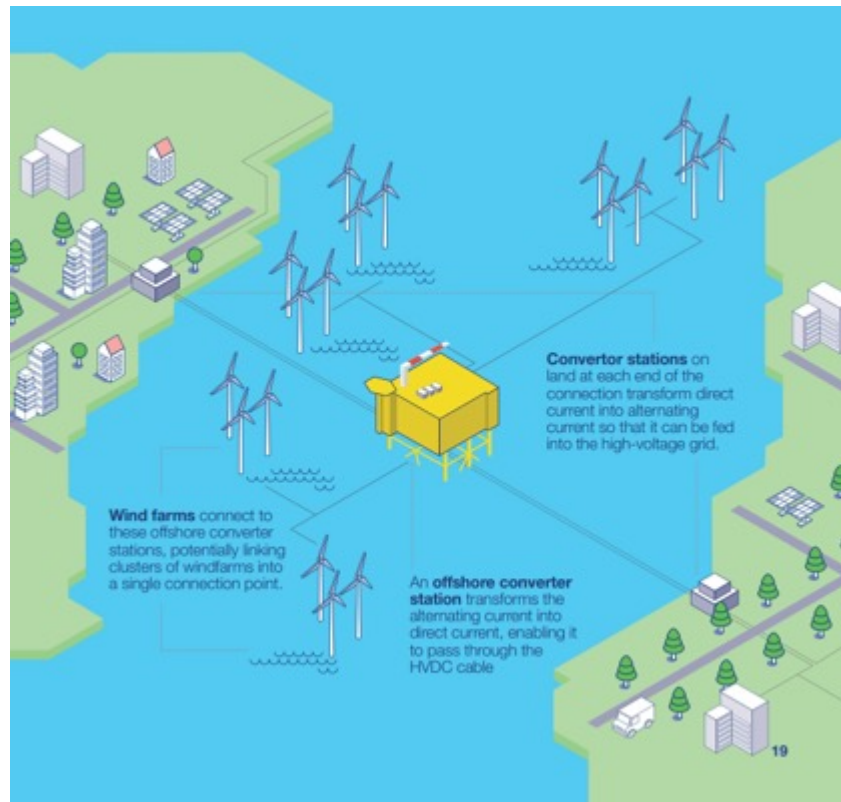 Convertor stations on
land at each end of the
connection transform direct
current into alternating
current so that it can be fed
into the high-voltage grid.
Wind farms connect to
these offshore converter
stations, potentially linking
clusters of windfarms into
a single connection point.
An offshore converter
station transforms the
alternating current into
direct current, enabling it
to pass through the
HVDC cable
19